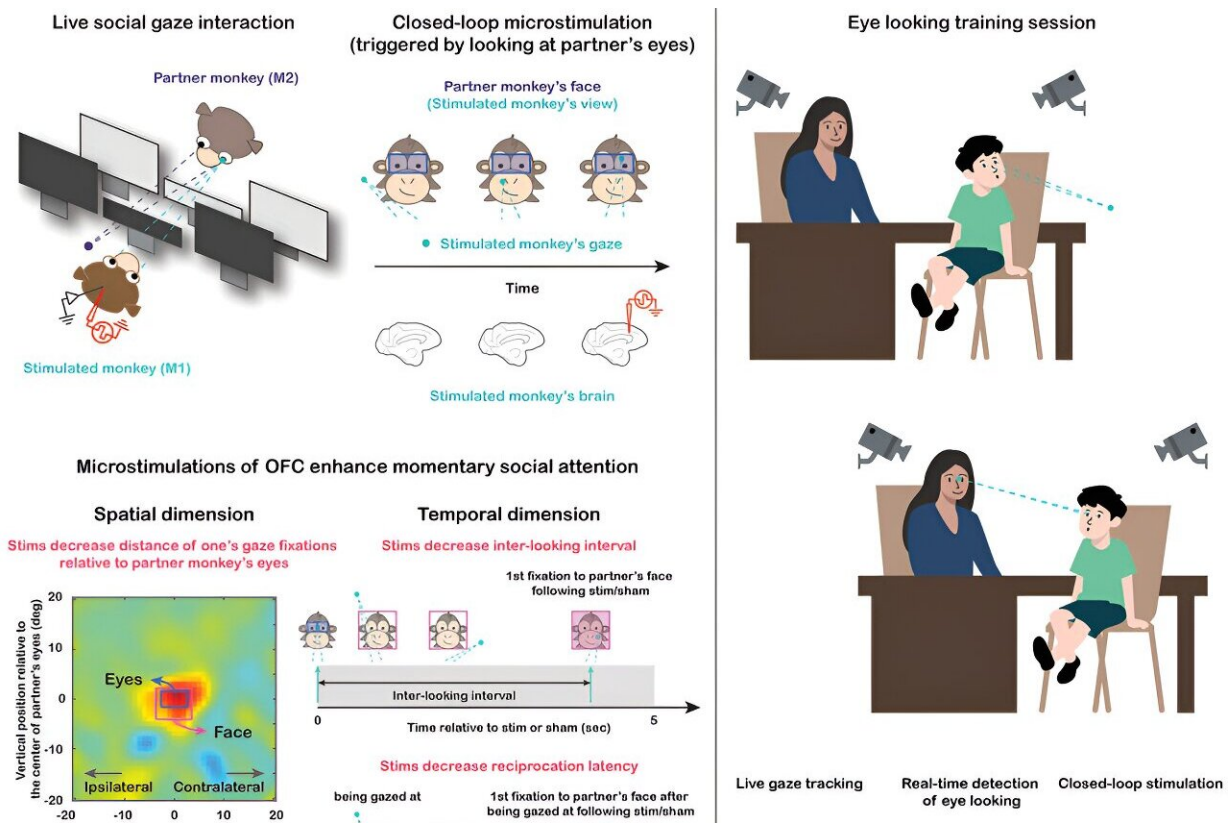 Live social gaze interaction
Partner monkey (M2)
Stimulated monkey (M1)
Closed-loop microstimulation
(triggered by looking at partner's eyes)
Partner monkey's face
(Stimulated monkey's view)
Stimulated monkey's gaze
Time
Stimulated monkey's brain
Microstimulations of OFC enhance momentary social attention
Spatial dimension
Stims decrease distance of one's gaze fixations
relative to partner monkey's eyes
Vertical position relative to
the center of partner's eyes (deg)
20
10
0
-10
-20
Eyes
Face
Ipsilateral
Contralateral
-20
-10
0
10
20
Temporal dimension
Stims decrease inter-looking interval
1st fixation to partner's face
following stim/sham
Inter-looking interval
0
5
Time relative to stim or sham (sec)
Stims decrease reciprocation latency
being gazed at
1st fixation to partner's face after
being gazed at following stim/sham
Eye looking training session
Live gaze tracking
Real-time detection
of eye looking
Closed-loop stimulation